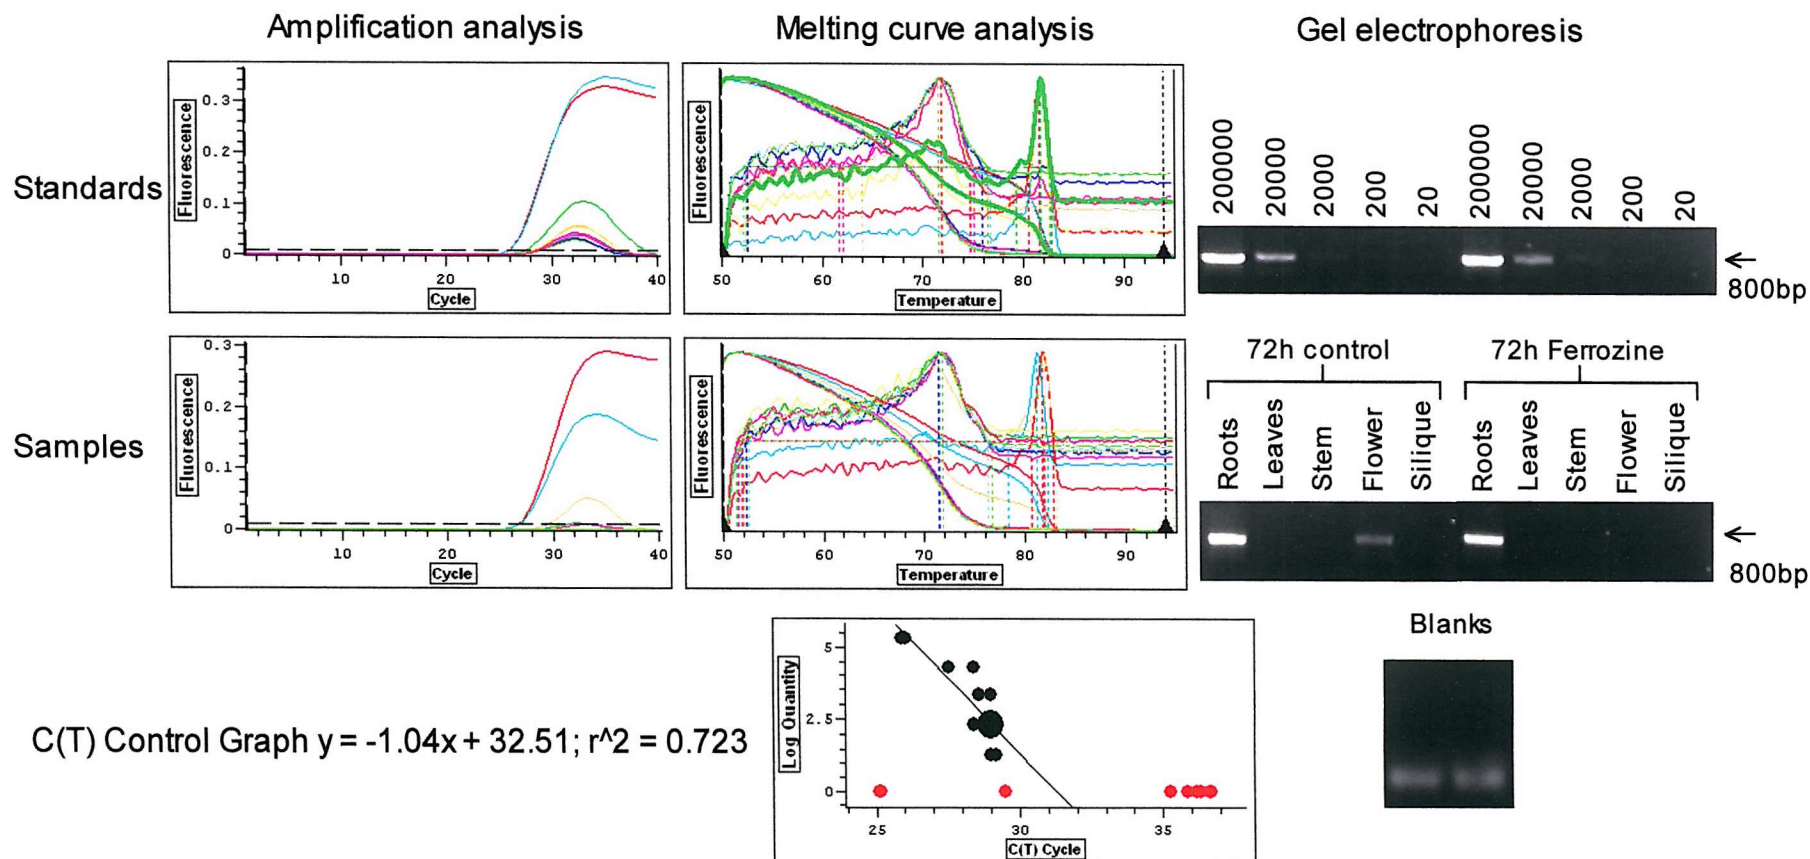 Amplification analysis
Melting curve analysis
Gel electrophoresis
Standards
Fluorescence
0.3
0.2
0.1
0
10
20
30
40
Cycle
Fluorescence
50
60
70
80
90
Temperature
200000
20000
2000
200
20
200000
20000
2000
200
20
← 800bp
Samples
Fluorescence
0.3
0.2
0.1
0
10
20
30
40
Cycle
Fluorescence
50
60
70
80
90
Temperature
72h control
72h Ferrozine
Roots
Leaves
Stem
Flower
Silique
Roots
Leaves
Stem
Flower
Silique
← 800bp
C(T) Control Graph y = -1.04x + 32.51; r^2 = 0.723
Log Quantity
5
2.5
0
25
30
35
C(T) Cycle
Blanks